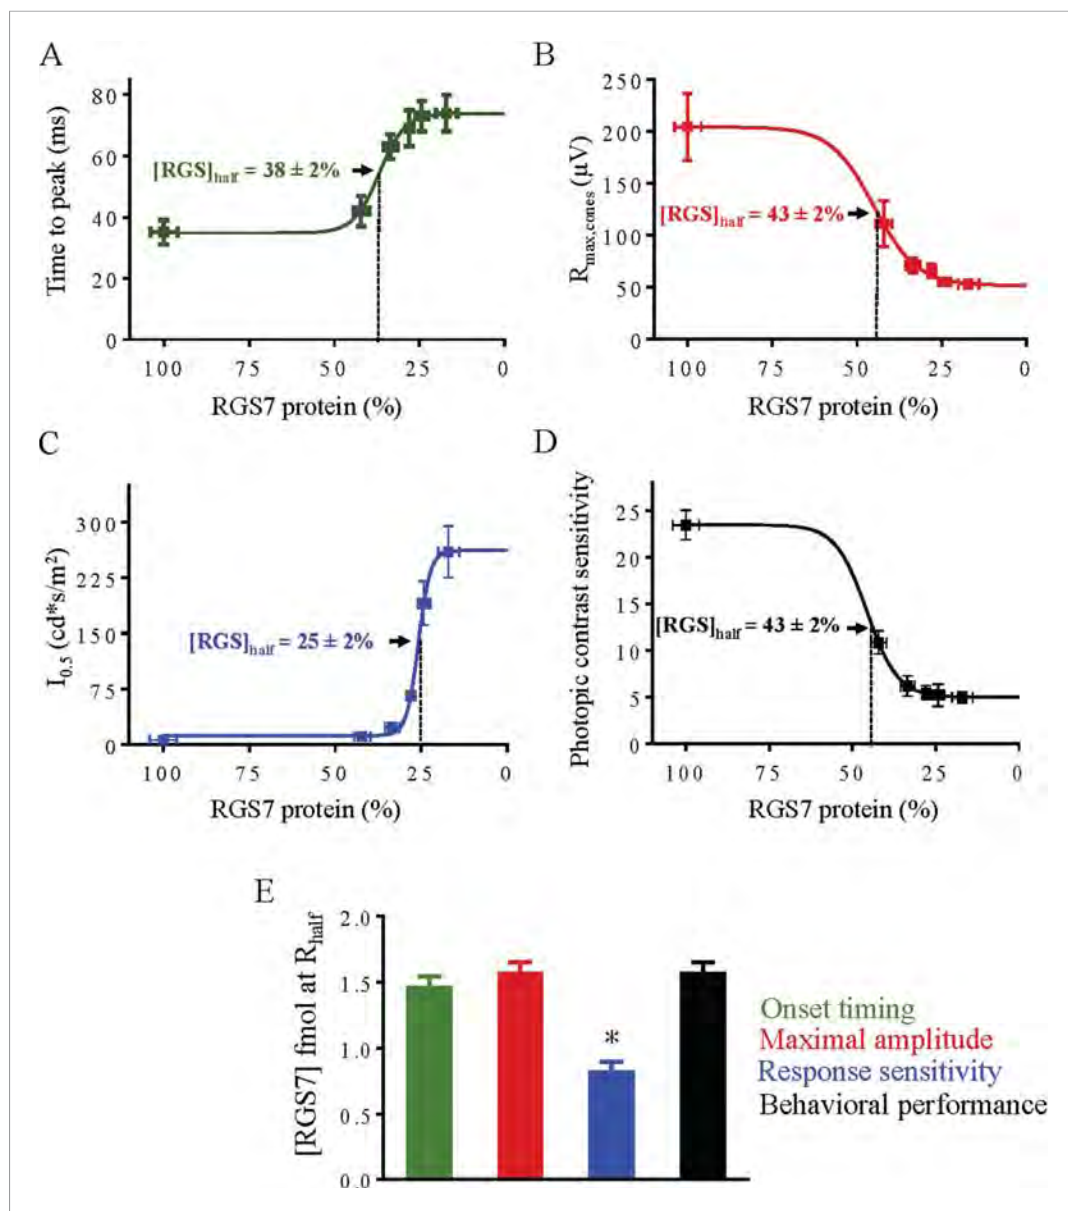 A
Time to peak (ms)
80
60
40
20
0
[RGS]half = 38 ± 2%
100 75 50 25 0
RGS7 protein (%)
B
Rmax,cones (µV)
250
200
150
100
50
0
[RGS]half = 43 ± 2%
100 75 50 25 0
RGS7 protein (%)
C
I0.5 (cd*s/m2)
300
225
150
75
0
[RGS]half = 25 ± 2%
100 75 50 25 0
RGS7 protein (%)
D
Photopic contrast sensitivity
25
20
15
10
5
0
[RGS]half = 43 ± 2%
100 75 50 25 0
RGS7 protein (%)
E
[RGS7] fmol at Rhalf
2.0
1.5
1.0
0.5
0.0
*
Onset timing
Maximal amplitude
Response sensitivity
Behavioral performance